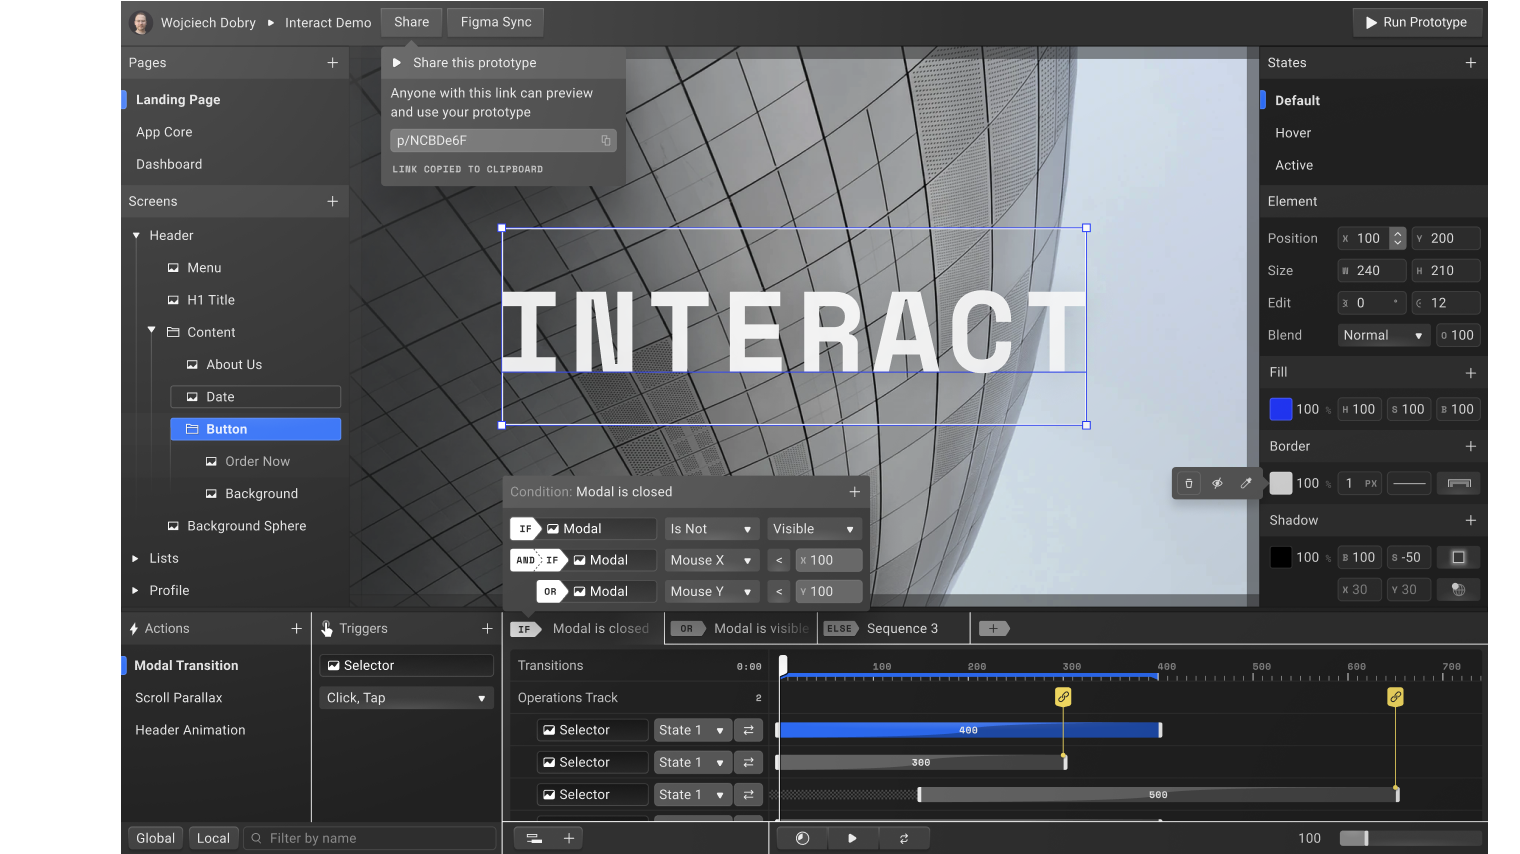 Wojciech Dobry ▸ Interact Demo
Share
Figma Sync
Run Prototype
Pages
Landing Page
App Core
Dashboard
Screens
Header
Menu
H1 Title
Content
About Us
Date
Button
Order Now
Background
Background Sphere
Lists
Profile
Share this prototype
Anyone with this link can preview
and use your prototype
p/NCBDe6F
LINK COPIED TO CLIPBOARD
INTERACT
Condition: Modal is closed
IF Modal Is Not Visible
AND IF Modal Mouse X < X 100
OR Modal Mouse Y < Y 100
States
Default
Hover
Active
Element
Position X 100 Y 200
Size W 240 H 210
Edit 0 ° 12
Blend Normal O 100
Fill
100 % H 100 S 100 B 100
Border
100 % 1 PX
Shadow
100 % B 100 S -50
X 30 Y 30
Actions
Modal Transition
Scroll Parallax
Header Animation
Triggers
Selector
Click, Tap
IF Modal is closed
OR Modal is visible
ELSE Sequence 3
Transitions 0:00 100 200 300 400 500 600 700
Operations Track 2
Selector State 1 400
Selector State 1 300
Selector State 1 500
Global
Local
Filter by name
100